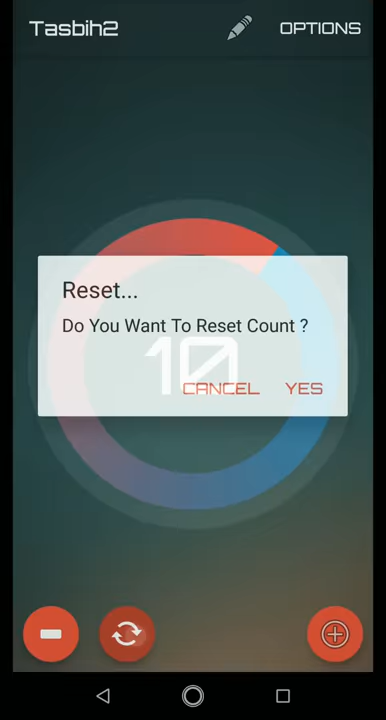 Tasbih2
OPTIONS
Reset...
Do You Want To Reset Count ?
10
CANCEL
YES